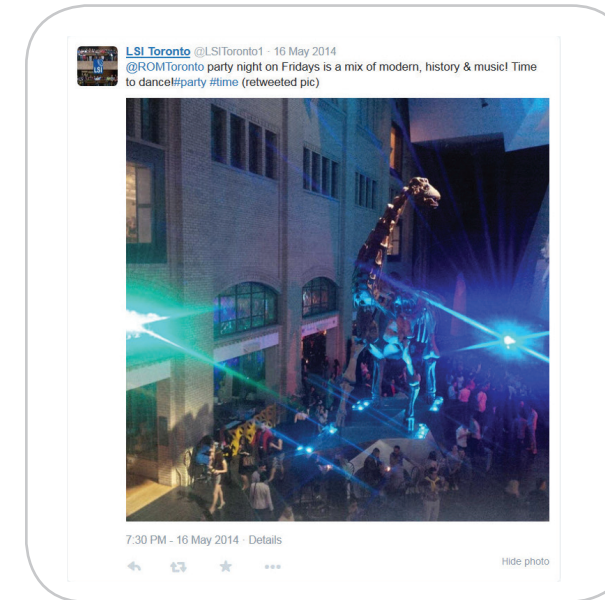 LSI Toronto @LSIToronto1 · 16 May 2014
@ROMToronto party night on Fridays is a mix of modern, history & music! Time
to dance!#party #time (retweeted pic)
7:30 PM - 16 May 2014 · Details
Hide photo